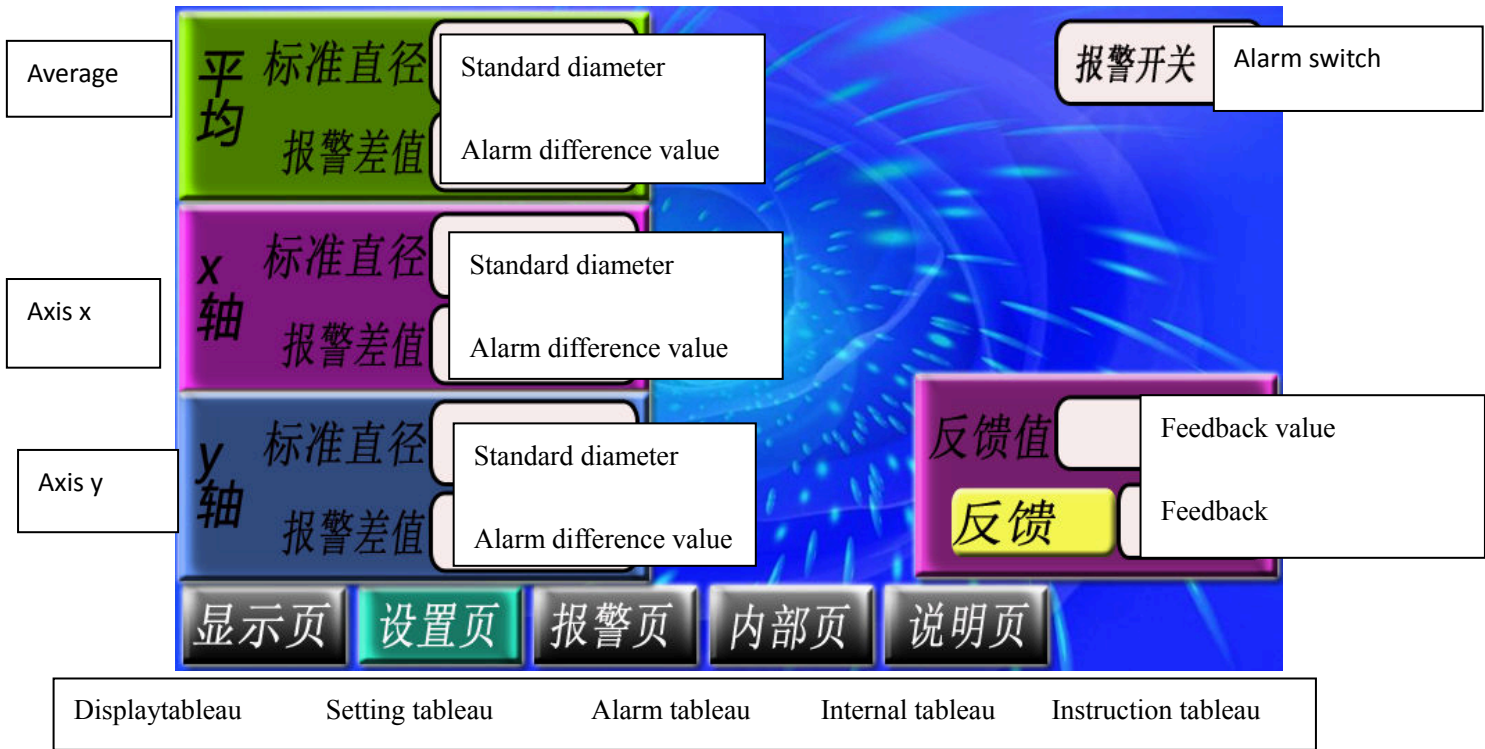 Average
平均
标准直径
Standard diameter
报警差值
Alarm difference value
报警开关
Alarm switch
Axis x
x轴
标准直径
Standard diameter
报警差值
Alarm difference value
Axis y
y轴
标准直径
Standard diameter
报警差值
Alarm difference value
反馈值
Feedback value
反馈
Feedback
显示页 设置页 报警页 内部页 说明页
Displaytableau Setting tableau Alarm tableau Internal tableau Instruction tableau